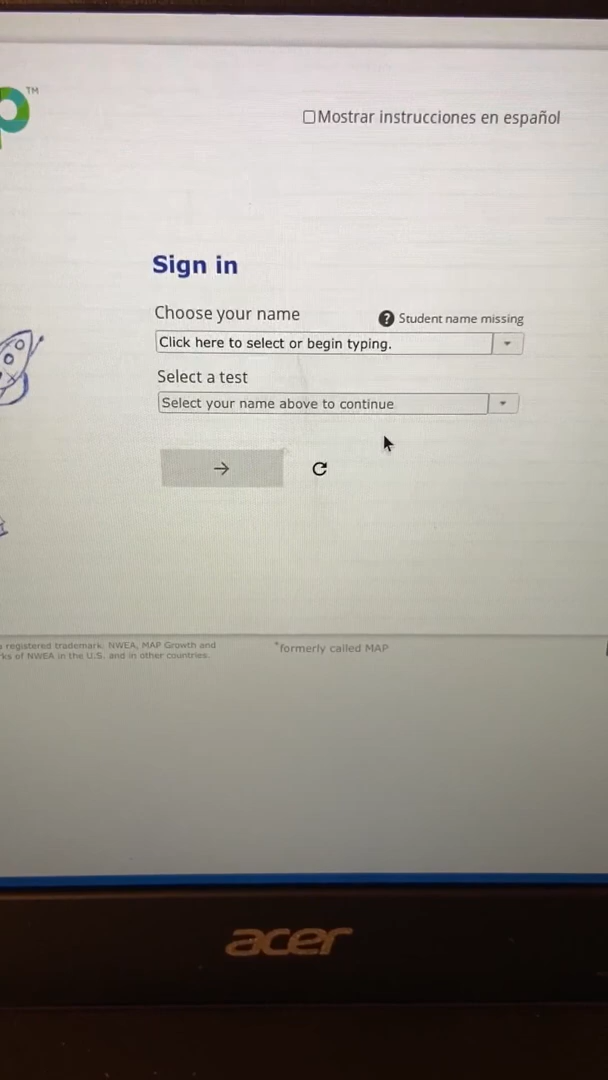 p™
Mostrar instrucciones en español
Sign in
Choose your name
? Student name missing
Click here to select or begin typing.
Select a test
Select your name above to continue
registered trademark. NWEA, MAP Growth and
ks of NWEA in the U.S. and in other countries.
*formerly called MAP
acer